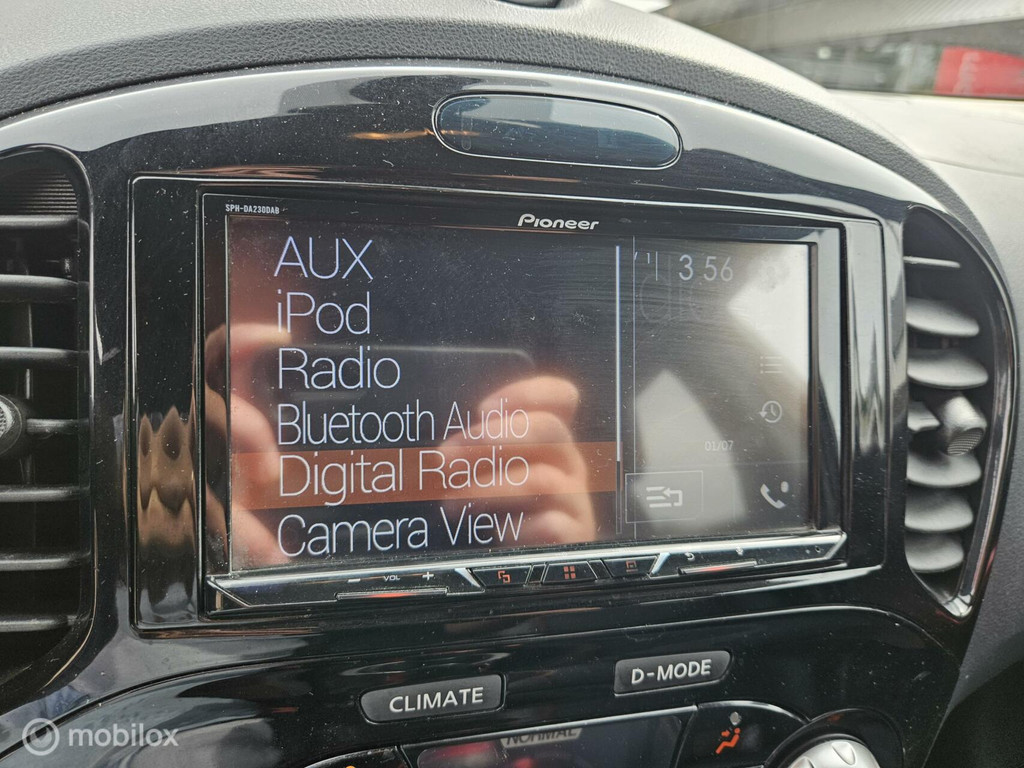 SPH-DA230DAB
Pioneer
AUX
iPod
Radio
Bluetooth Audio
Digital Radio
Camera View
3 56
01/07
- VOL +
CLIMATE
D-MODE
NORMAL
mobilox